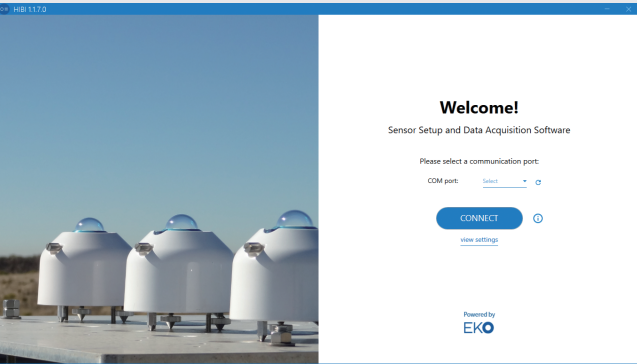 HIBI 1.1.7.0
Welcome!
Sensor Setup and Data Acquisition Software
Please select a communication port:
COM port: Select
CONNECT
view settings
Powered by
EKO